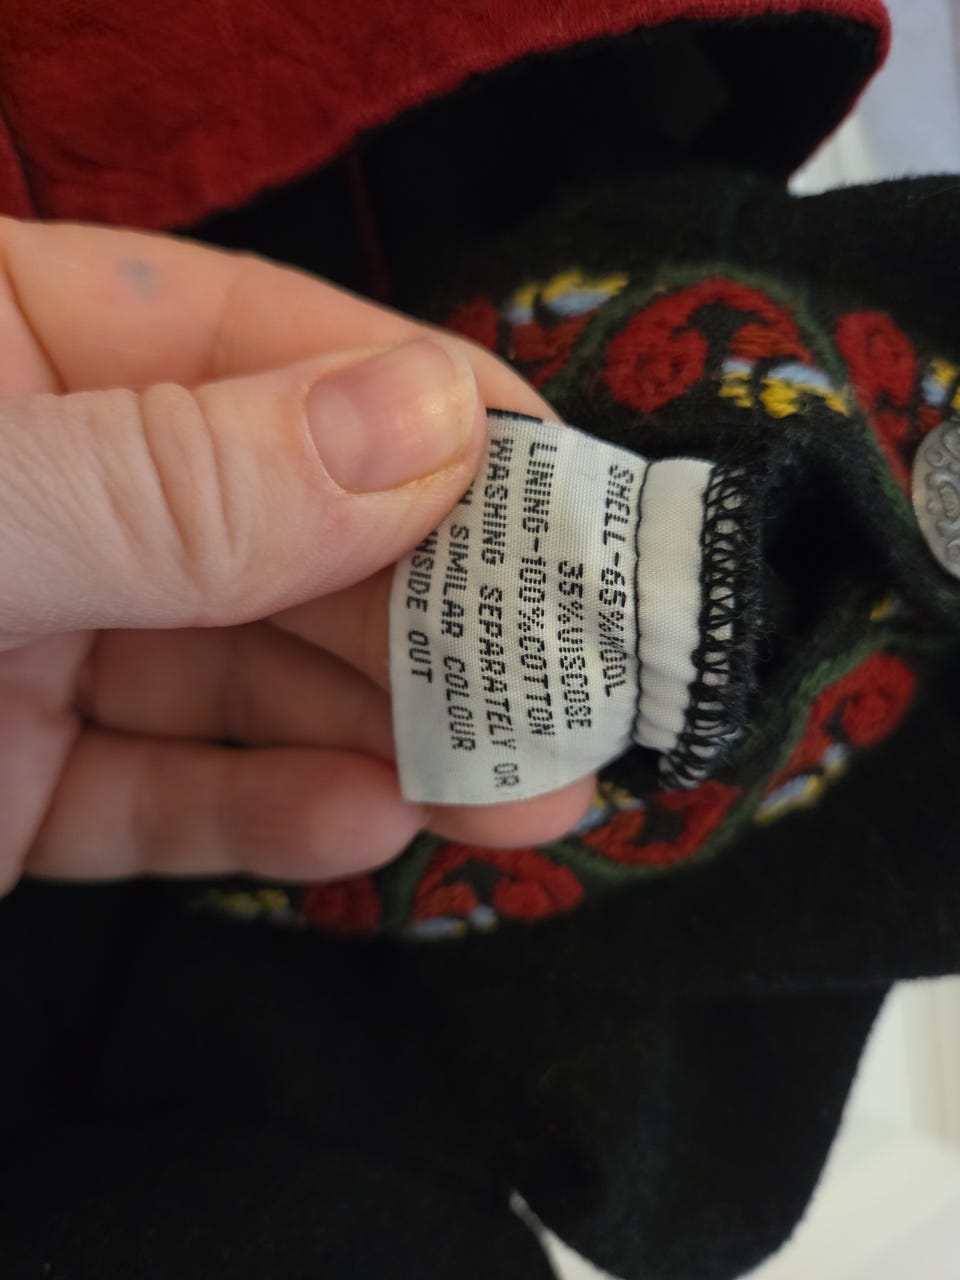 SHELL-65%WOOL
35%VISCOSE
LINING-100%COTTON
WASHING SEPARATELY OR
SIMILAR COLOUR
INSIDE OUT